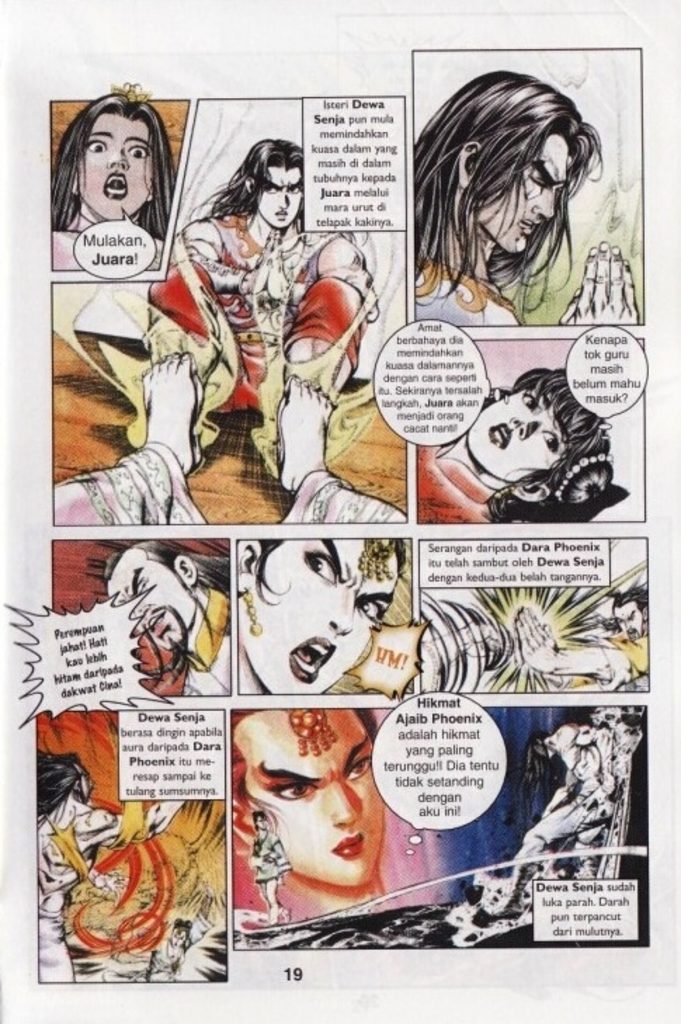 Mulakan,
Juara!
Isteri Dewa
Senja pun mula
memindahkan
kuasa dalam yang
masih di dalam
tubuhnya kepada
Juara melalui
mara urut di
telapak kakinya.
Amat
berbahaya dia
memindahkan
kuasa dalamannya
dengan cara seperti
itu. Sekiranya tersalah
langkah, Juara akan
menjadi orang
cacat nanti!
Kenapa
tok guru
masih
belum mahu
masuk?
Perempuan
jahat! Hati
kao lebih
hitam daripada
dakwat Cina!
HM!
Serangan daripada Dara Phoenix
itu telah sambut oleh Dewa Senja
dengan kedua-dua belah tangannya.
Dewa Senja
berasa dingin apabila
aura daripada Dara
Phoenix itu me-
resap sampai ke
tulang sumsumnya.
Hikmat
Ajaib Phoenix
adalah hikmat
yang paling
terunggul! Dia tentu
tidak setanding
dengan
aku ini!
Dewa Senja sudah
luka parah. Darah
pun terpancut
dari mulutnya.
19